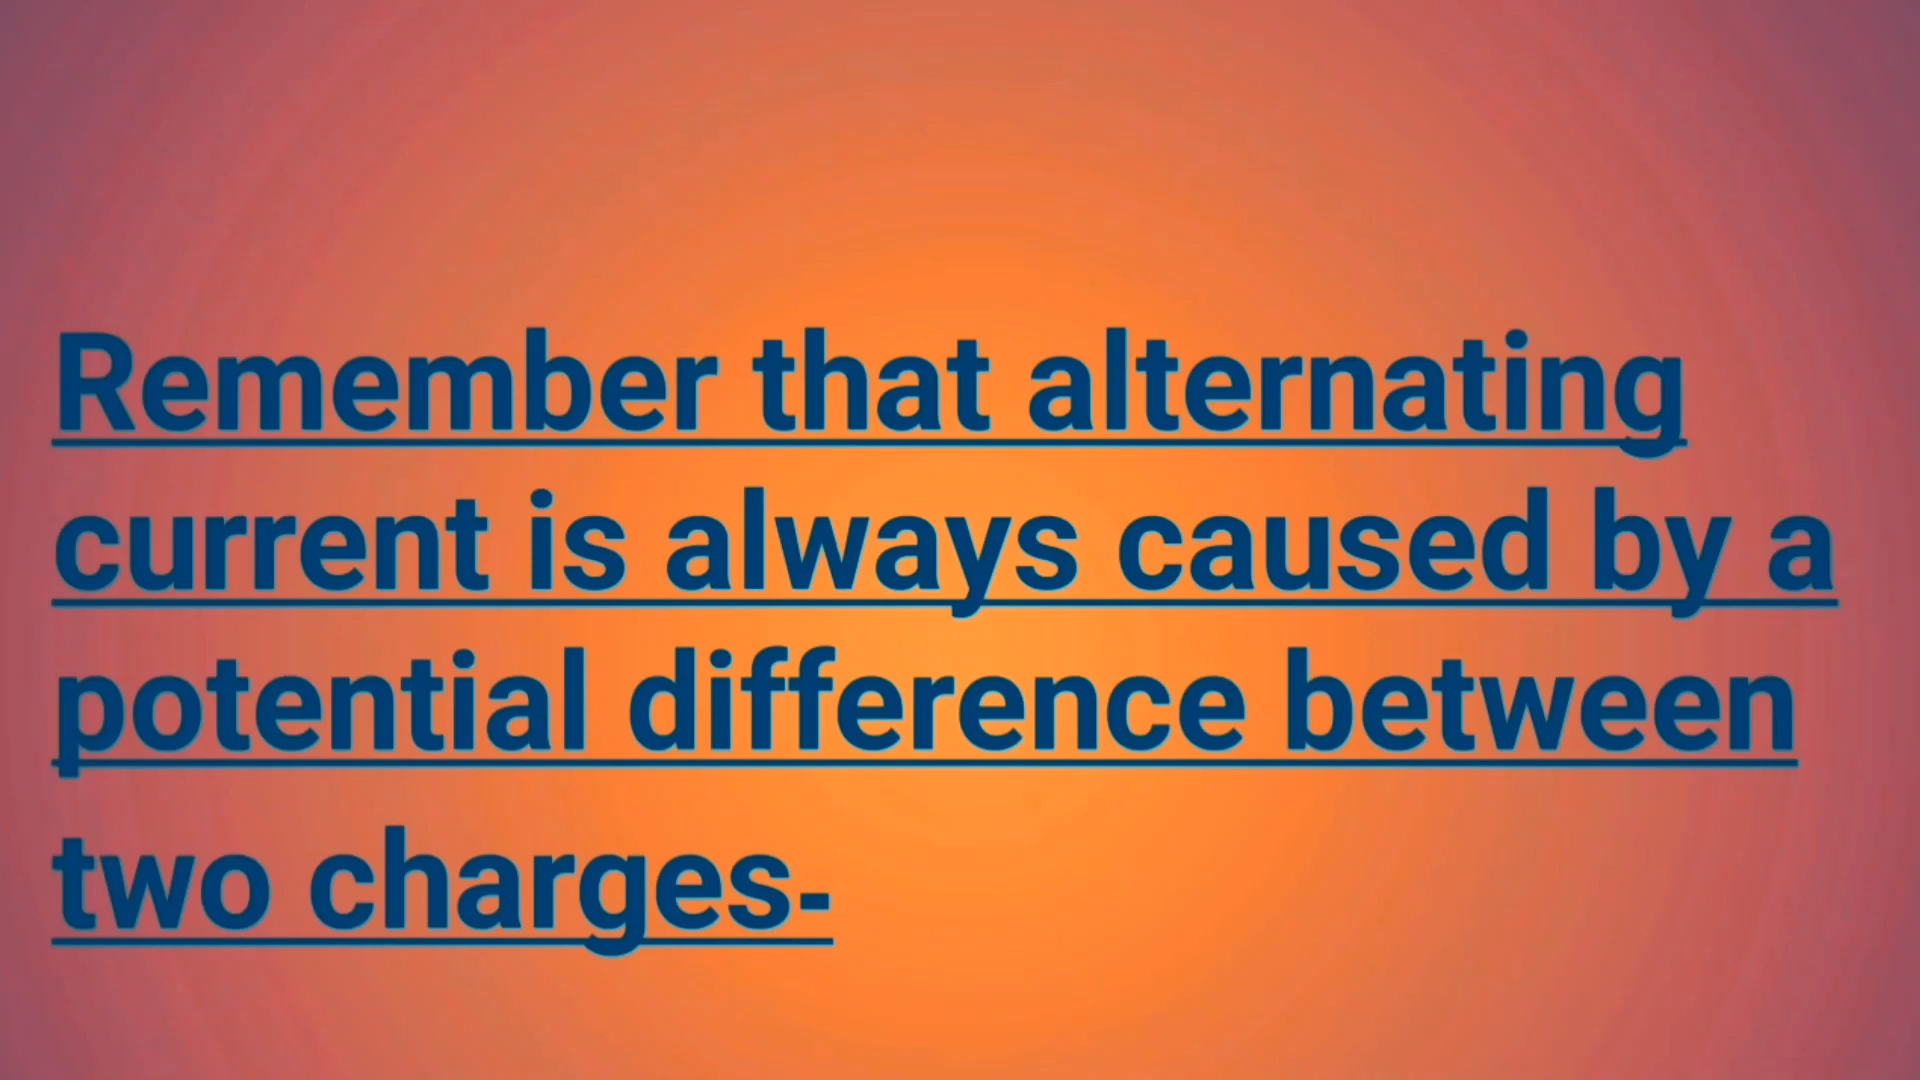 Remember that alternating
current is always caused by a
potential difference between
two charges-